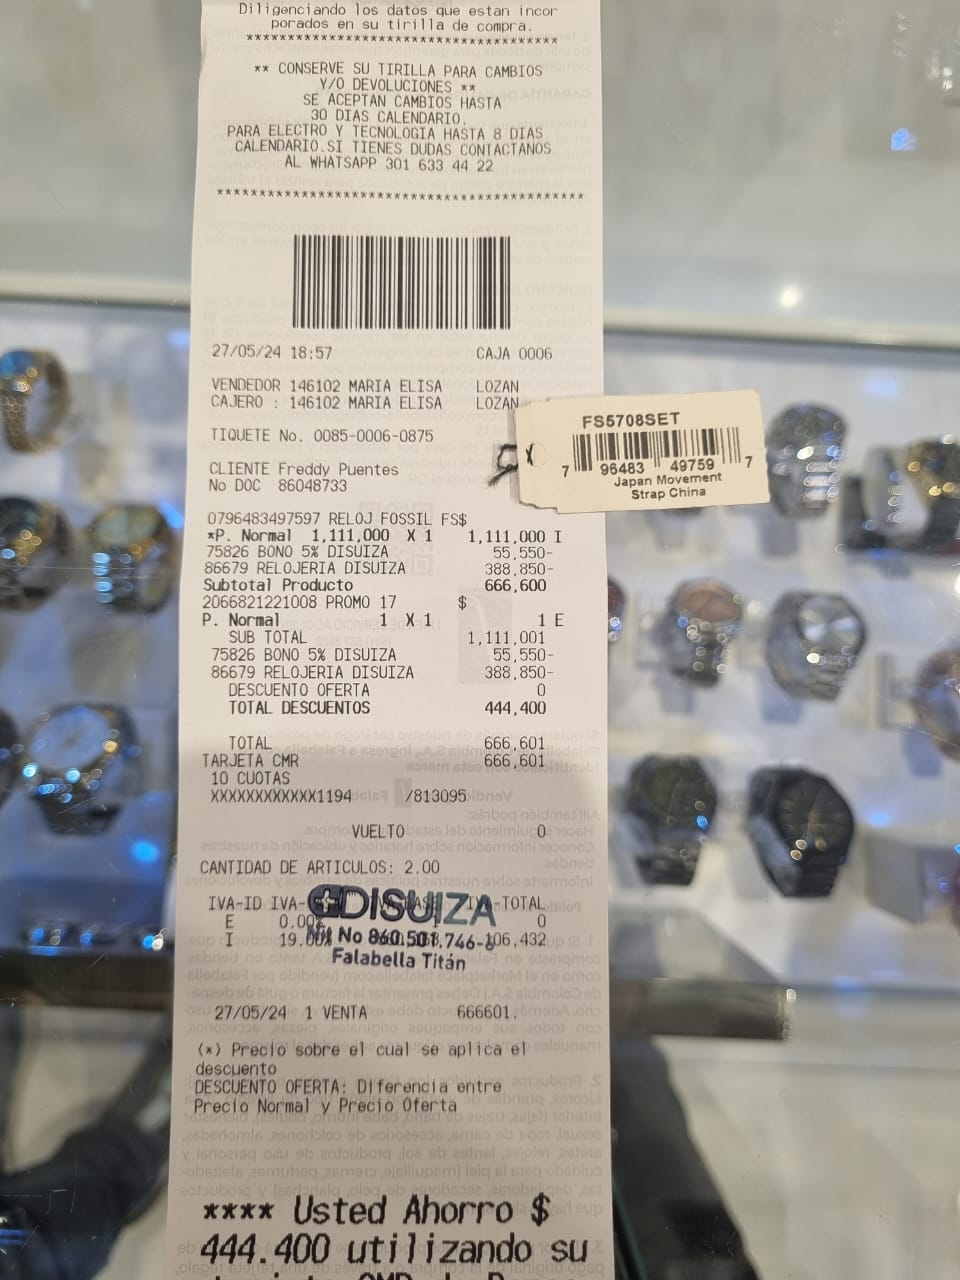 Diligenciando los datos que estan incor
porados en su tirilla de compra.
****************************************
** CONSERVE SU TIRILLA PARA CAMBIOS
Y/O DEVOLUCIONES **
SE ACEPTAN CAMBIOS HASTA
30 DIAS CALENDARIO.
PARA ELECTRO Y TECNOLOGIA HASTA 8 DIAS
CALENDARIO.SI TIENES DUDAS CONTACTANOS
AL WHATSAPP 301 633 44 22
****************************************
27/05/24 18:57 CAJA 0006
VENDEDOR 146102 MARIA ELISA LOZAN
CAJERO : 146102 MARIA ELISA LOZAN
TIQUETE No. 0085-0006-0875
CLIENTE Freddy Puentes
No DOC 86048733
0796483497597 RELOJ FOSSIL FS$
*P. Normal 1,111,000 X 1 1,111,000 I
75826 BONO 5% DISUIZA 55,550-
86679 RELOJERIA DISUIZA 388,850-
Subtotal Producto 666,600
2066821221008 PROMO 17 $
P. Normal 1 X 1 1 E
SUB TOTAL 1,111,001
75826 BONO 5% DISUIZA 55,550-
86679 RELOJERIA DISUIZA 388,850-
DESCUENTO OFERTA 0
TOTAL DESCUENTOS 444,400
TOTAL 666,601
TARJETA CMR 666,601
10 CUOTAS
XXXXXXXXXXXX1194 /813095
VUELTO 0
CANTIDAD DE ARTICULOS: 2.00
IVA-ID IVA-TOTAL
E 0.00% 1 0
I 19.00% 106,432
DISUIZA
Nit No 860.501.746-6
Falabella Titán
27/05/24 1 VENTA 666601.
(*) Precio sobre el cual se aplica el
descuento
DESCUENTO OFERTA: Diferencia entre
Precio Normal y Precio Oferta
**** Usted Ahorro $
444.400 utilizando su
FS5708SET
7 96483 49759 7
Japan Movement
Strap China